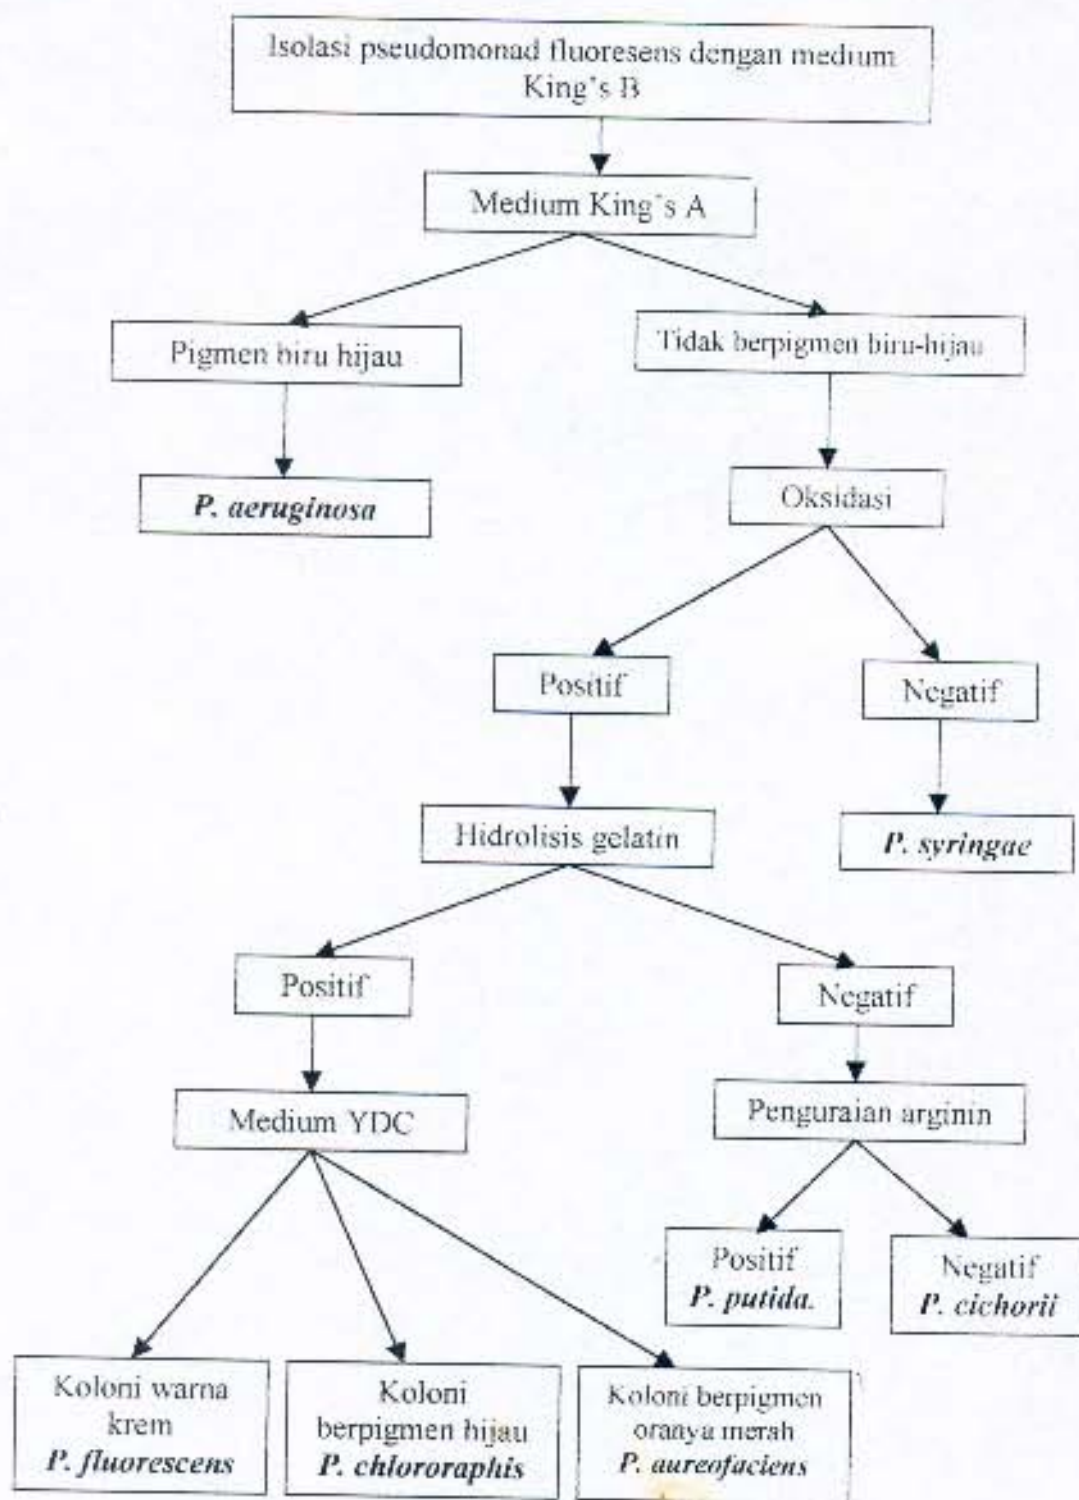 Isolasi pseudomonad fluoresens dengan medium
King's B
Medium King's A
Pigmen biru hijau
Tidak berpigmen biru-hijau
P. aeruginosa
Oksidasi
Positif
Negatif
Hidrolisis gelatin
P. syringae
Positif
Negatif
Medium YDC
Penguraian arginin
Positif
P. putida.
Negatif
P. cichorii
Koloni warna
krem
P. fluorescens
Koloni
berpigmen hijau
P. chlororaphis
Koloni berpigmen
oranya merah
P. aureofaciens